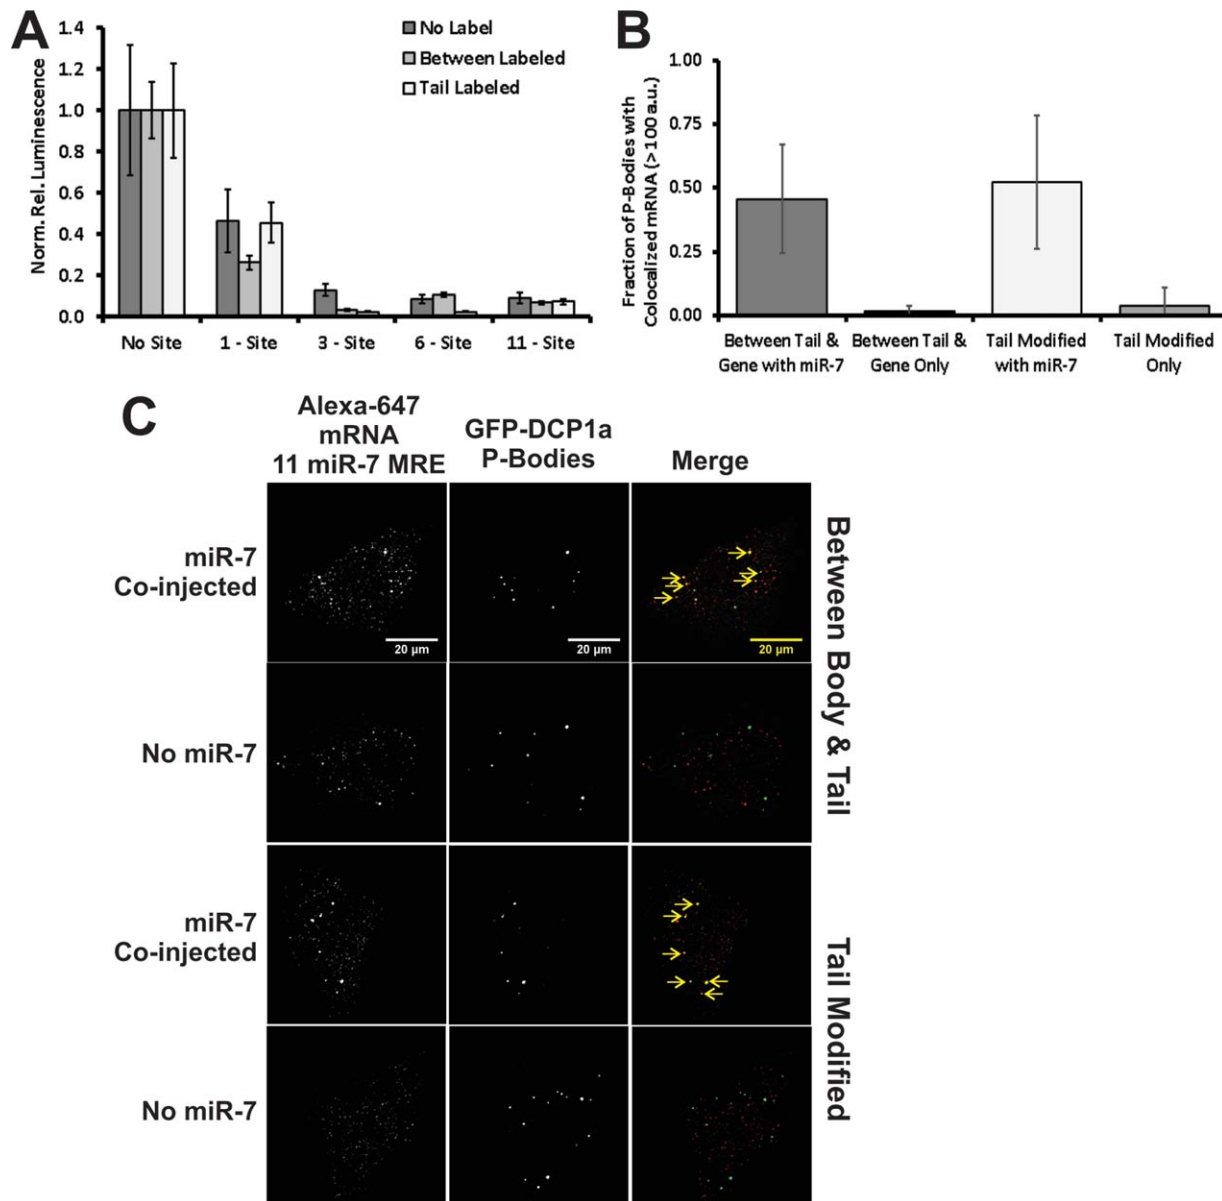 A
1.4
1.2
1.0
0.8
0.6
0.4
0.2
0.0
Norm. Rel. Luminescence
No Label
Between Labeled
Tail Labeled
No Site
1 - Site
3 - Site
6 - Site
11 - Site
B
1.00
0.75
0.50
0.25
0.00
Fraction of P-Bodies with
Colocalized mRNA (>100 a.u.)
Between Tail &
Gene with miR-7
Between Tail &
Gene Only
Tail Modified
with miR-7
Tail Modified
Only
C
Alexa-647
mRNA
11 miR-7 MRE
GFP-DCP1a
P-Bodies
Merge
miR-7
Co-injected
20 µm
20 µm
20 µm
No miR-7
Between Body & Tail
miR-7
Co-injected
No miR-7
Tail Modified